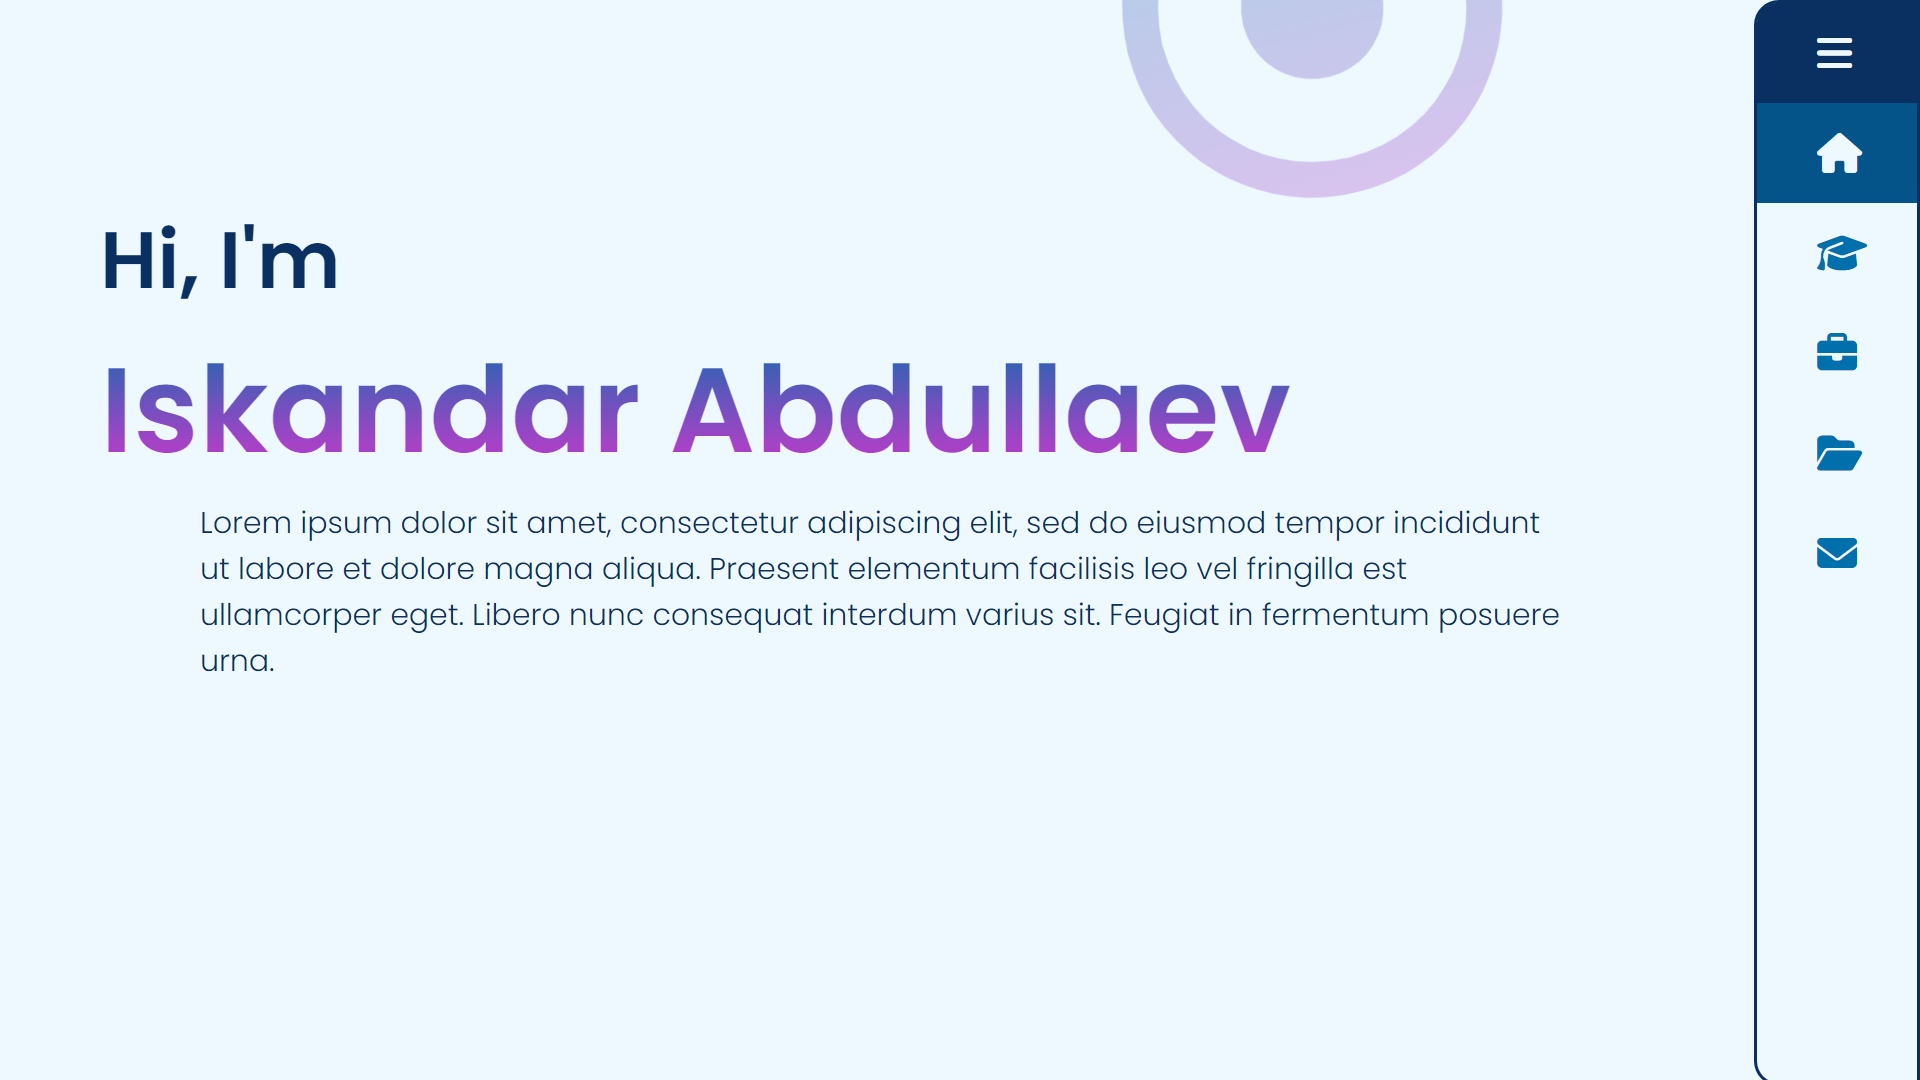 Hi, I'm
Iskandar Abdullaev
Lorem ipsum dolor sit amet, consectetur adipiscing elit, sed do eiusmod tempor incididunt
ut labore et dolore magna aliqua. Praesent elementum facilisis leo vel fringilla est
ullamcorper eget. Libero nunc consequat interdum varius sit. Feugiat in fermentum posuere
urna.